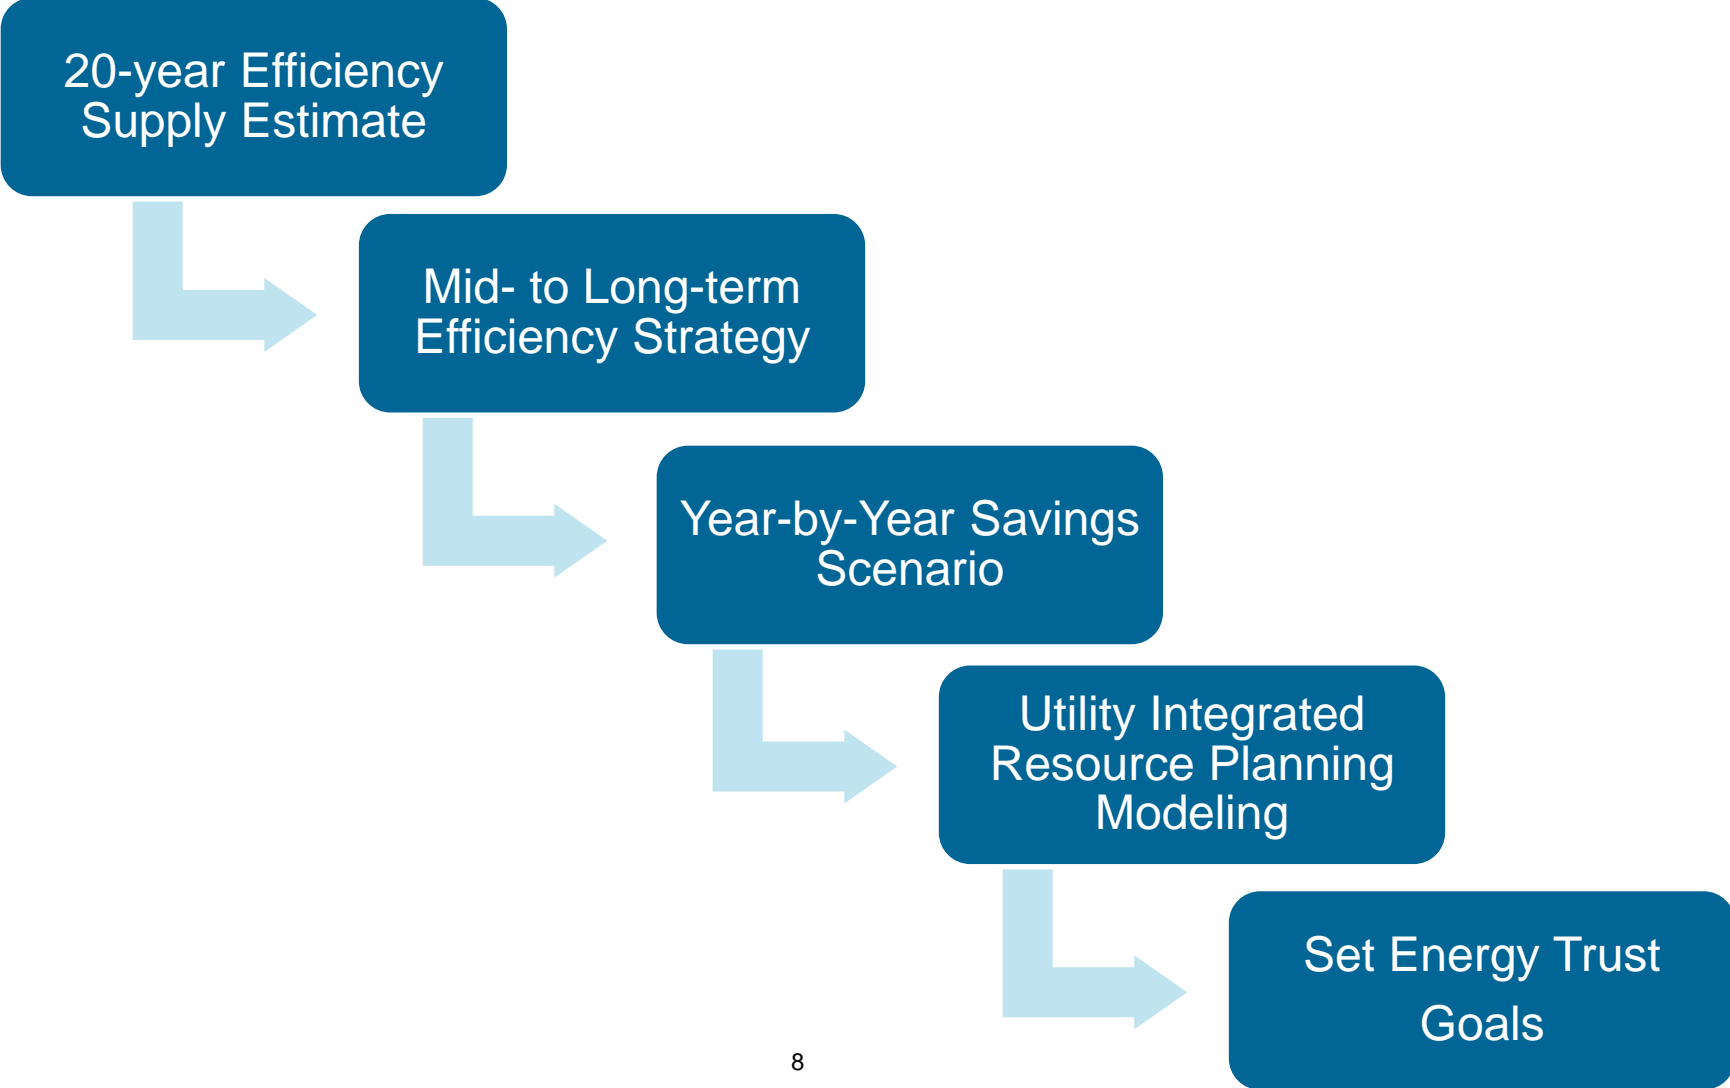 20-year Efficiency
Supply Estimate
Mid- to Long-term
Efficiency Strategy
Year-by-Year Savings
Scenario
Utility Integrated
Resource Planning
Modeling
Set Energy Trust
Goals
8